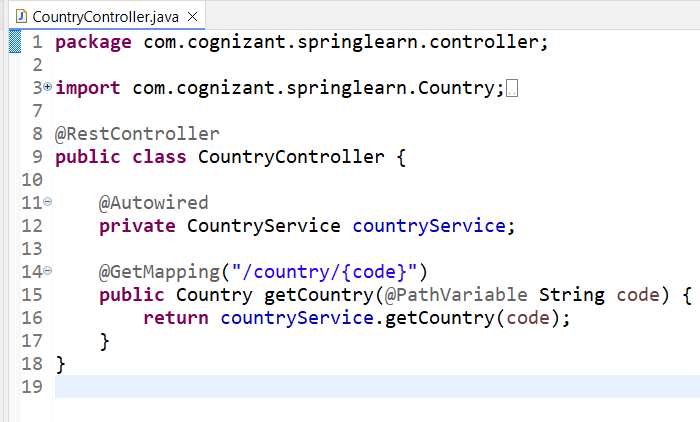 CountryController.java
1 package com.cognizant.springlearn.controller;
2
3 import com.cognizant.springlearn.Country;
7
8 @RestController
9 public class CountryController {
10
11 @Autowired
12 private CountryService countryService;
13
14 @GetMapping("/country/{code}")
15 public Country getCountry(@PathVariable String code) {
16 return countryService.getCountry(code);
17 }
18 }
19